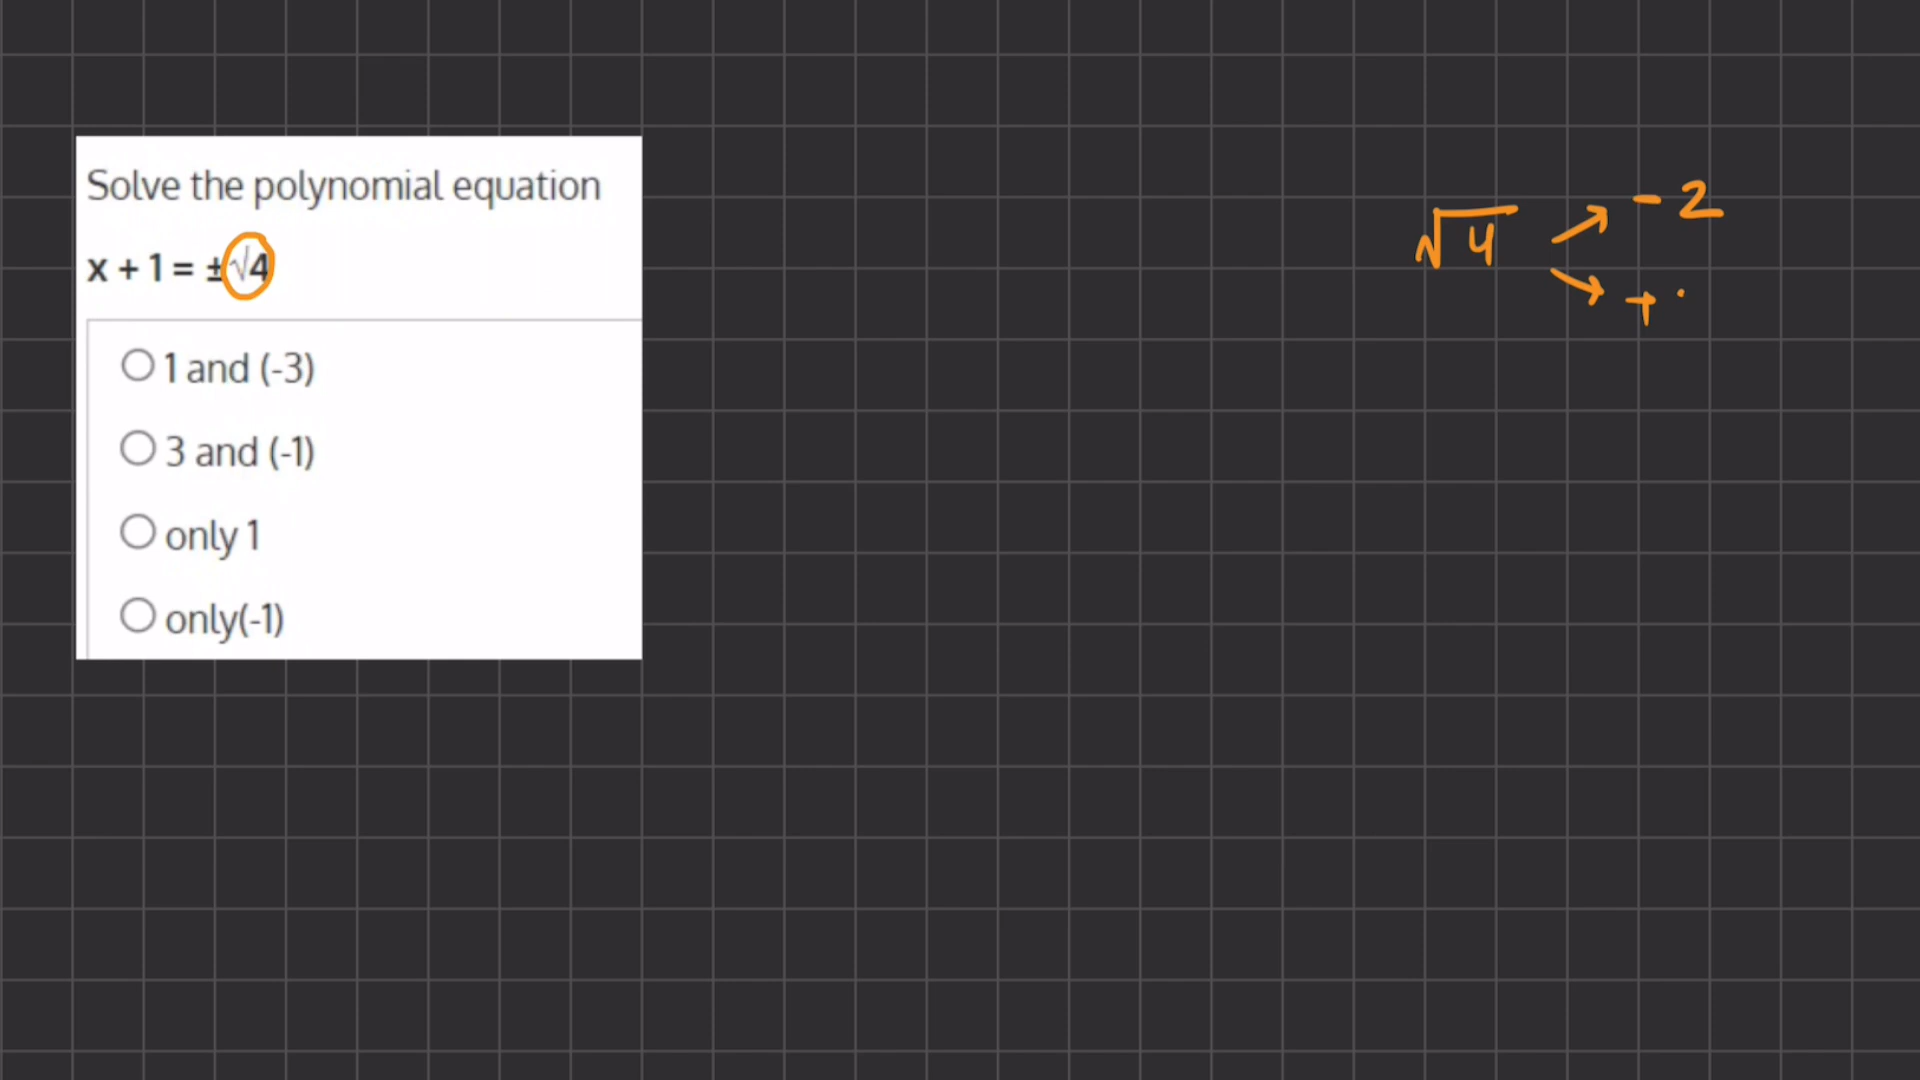 Solve the polynomial equation
x + 1 = ±√4
1 and (-3)
3 and (-1)
only 1
only(-1)
√4
- 2
+